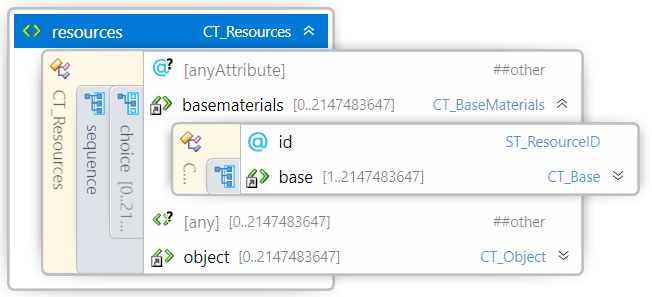 resources CT_Resources
CT_Resources
sequence
choice [0..21...
[anyAttribute] ##other
basematerials [0..2147483647] CT_BaseMaterials
C...
id ST_ResourceID
base [1..2147483647] CT_Base
[any] [0..2147483647] ##other
object [0..2147483647] CT_Object